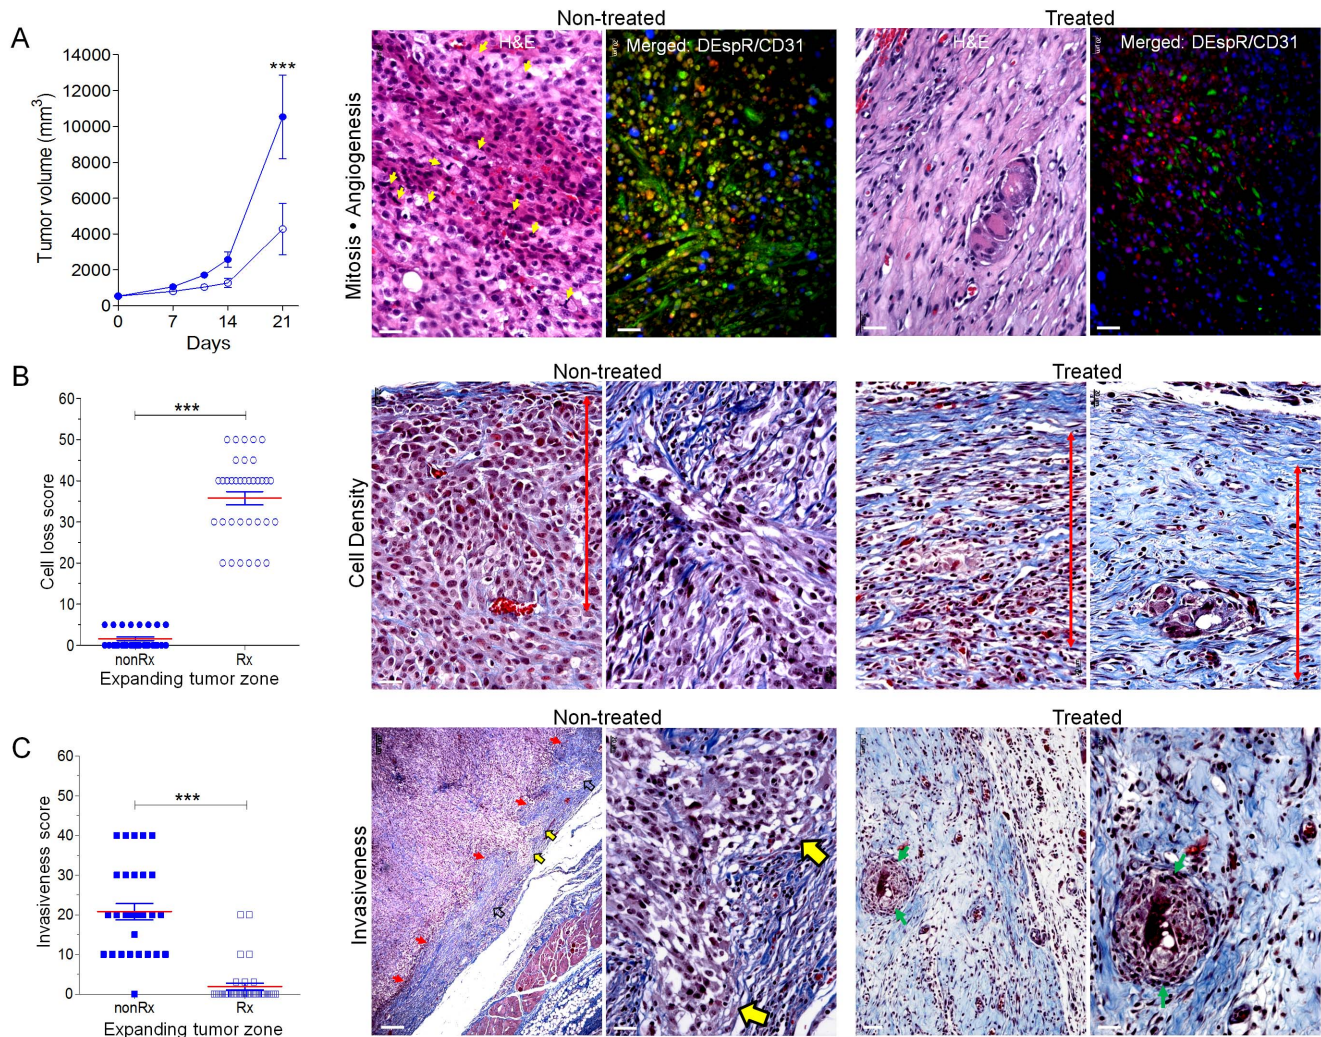 A
Non-treated
Treated
H&E
Merged: DEspR/CD31
H&E
Merged: DEspR/CD31
Mitosis • Angiogenesis
Tumor volume (mm³)
14000
12000
10000
8000
6000
4000
2000
0
***
0 7 14 21
Days
B
Non-treated
Treated
Cell Density
Cell loss score
60
50
40
30
20
10
0
***
nonRx Rx
Expanding tumor zone
C
Non-treated
Treated
Invasiveness
Invasiveness score
60
50
40
30
20
10
0
***
nonRx Rx
Expanding tumor zone